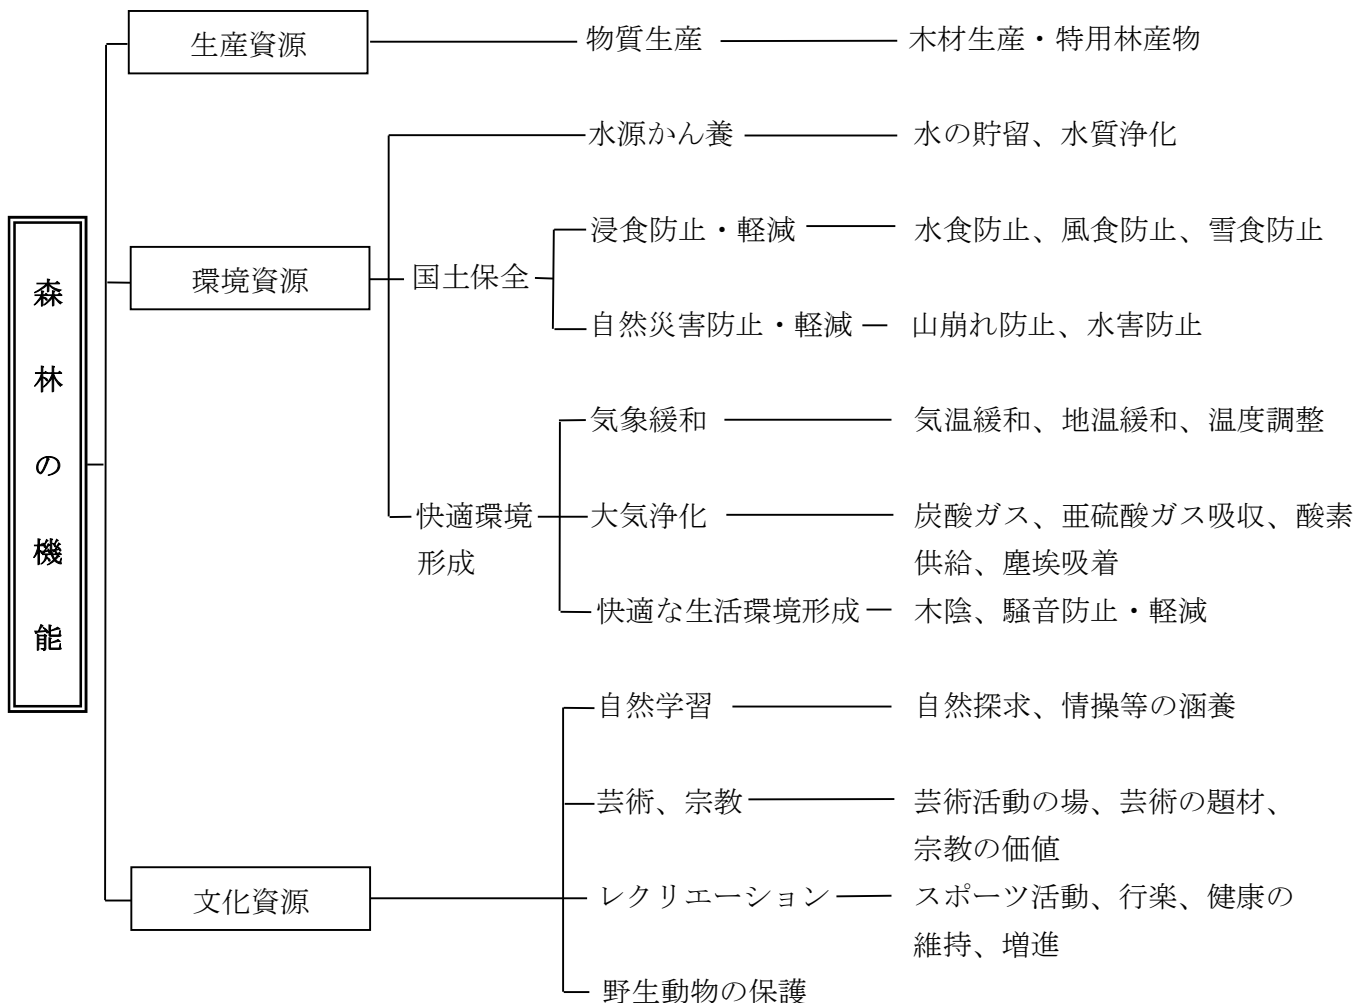 森林の機能
生産資源
物質生産
木材生産・特用林産物
環境資源
水源かん養
水の貯留、水質浄化
国土保全
浸食防止・軽減
水食防止、風食防止、雪食防止
自然災害防止・軽減
山崩れ防止、水害防止
快適環境
形成
気象緩和
気温緩和、地温緩和、温度調整
大気浄化
炭酸ガス、亜硫酸ガス吸収、酸素
供給、塵埃吸着
快適な生活環境形成
木陰、騒音防止・軽減
文化資源
自然学習
自然探求、情操等の涵養
芸術、宗教
芸術活動の場、芸術の題材、
宗教の価値
レクリエーション
スポーツ活動、行楽、健康の
維持、増進
野生動物の保護